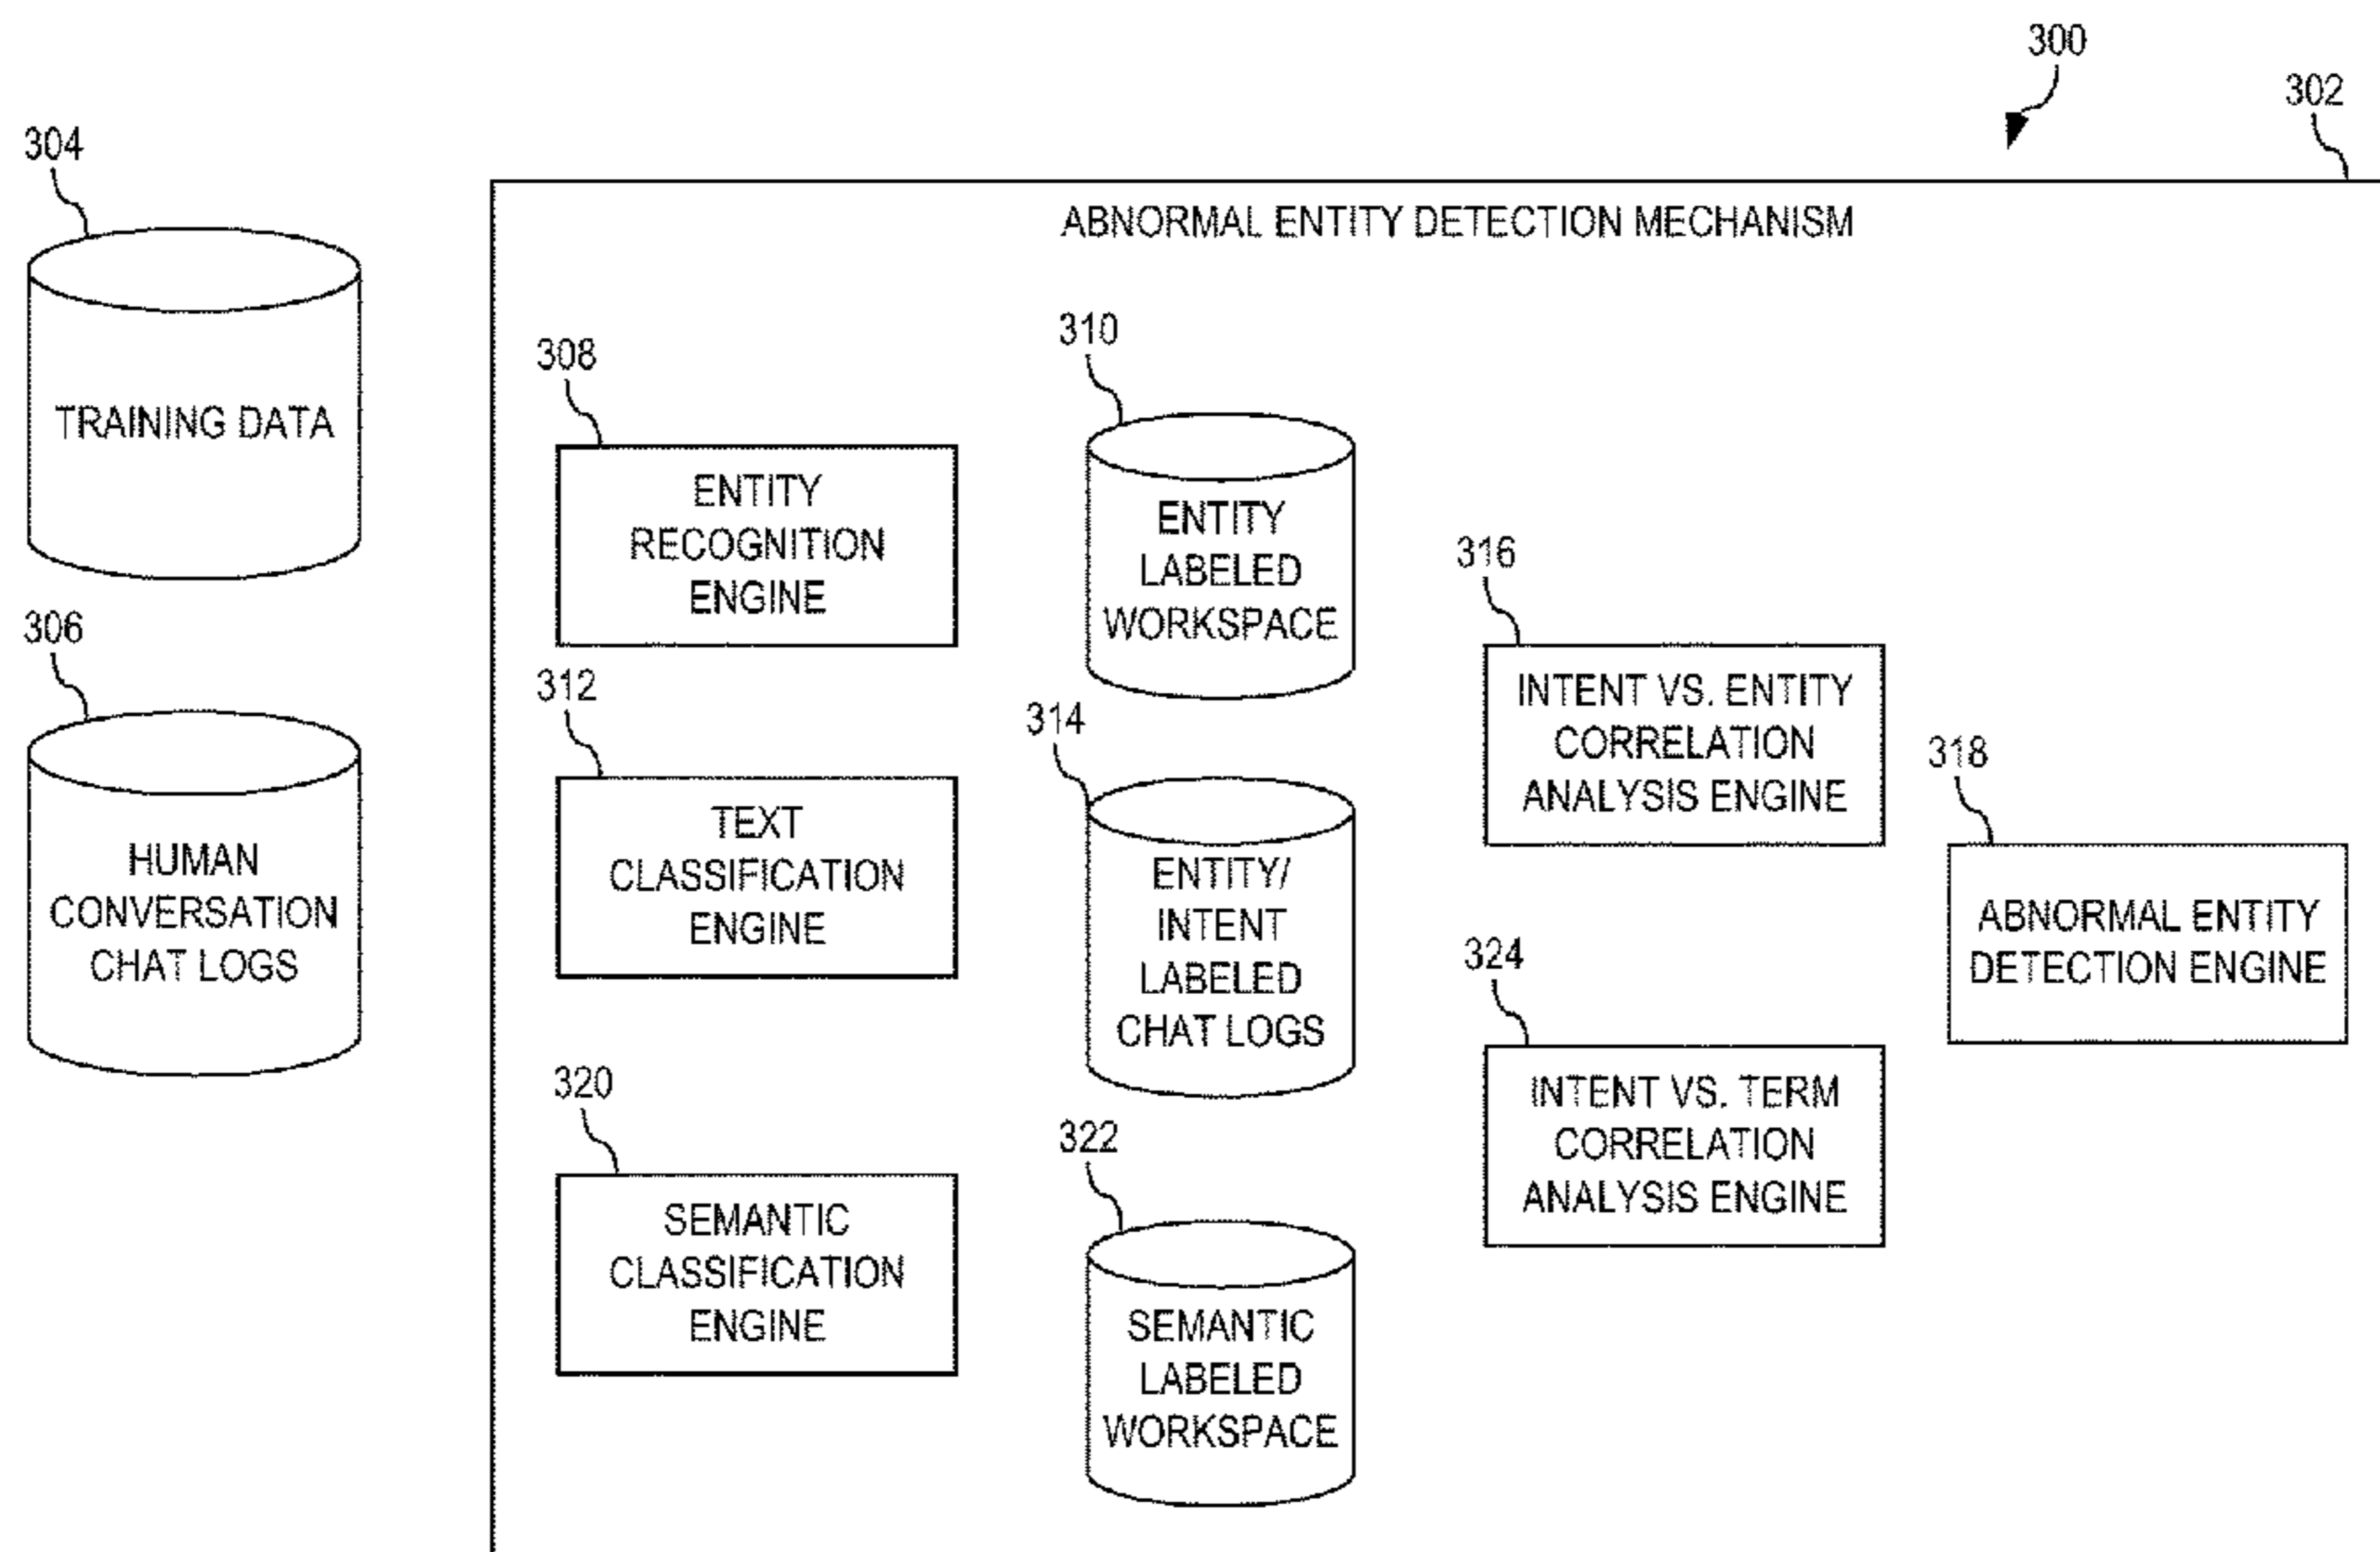 300
302
304
ABNORMAL ENTITY DETECTION MECHANISM
TRAINING DATA
306
HUMAN
CONVERSATION
CHAT LOGS
308
ENTITY
RECOGNITION
ENGINE
310
ENTITY
LABELED
WORKSPACE
312
TEXT
CLASSIFICATION
ENGINE
314
ENTITY/
INTENT
LABELED
CHAT LOGS
316
INTENT VS. ENTITY
CORRELATION
ANALYSIS ENGINE
318
ABNORMAL ENTITY
DETECTION ENGINE
320
SEMANTIC
CLASSIFICATION
ENGINE
322
SEMANTIC
LABELED
WORKSPACE
324
INTENT VS. TERM
CORRELATION
ANALYSIS ENGINE